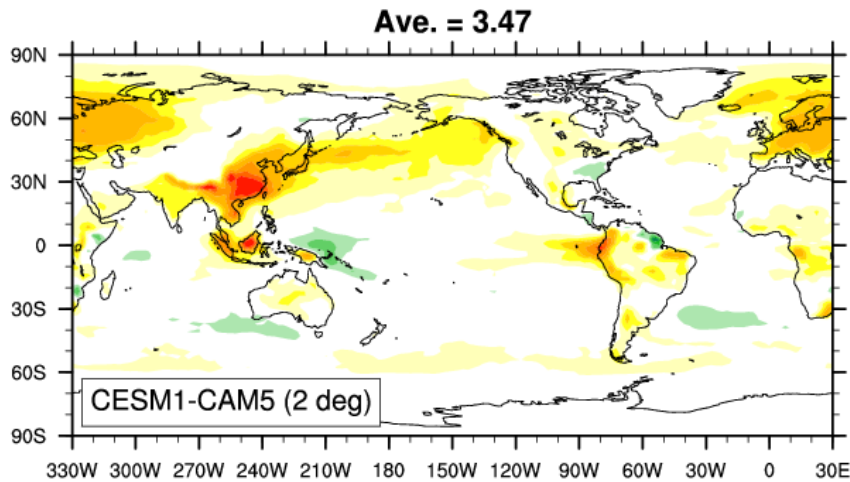 Ave. = 3.47
90N
60N
30N
0
30S
60S
90S
CESM1-CAM5 (2 deg)
330W 300W 270W 240W 210W 180 150W 120W 90W 60W 30W 0 30E